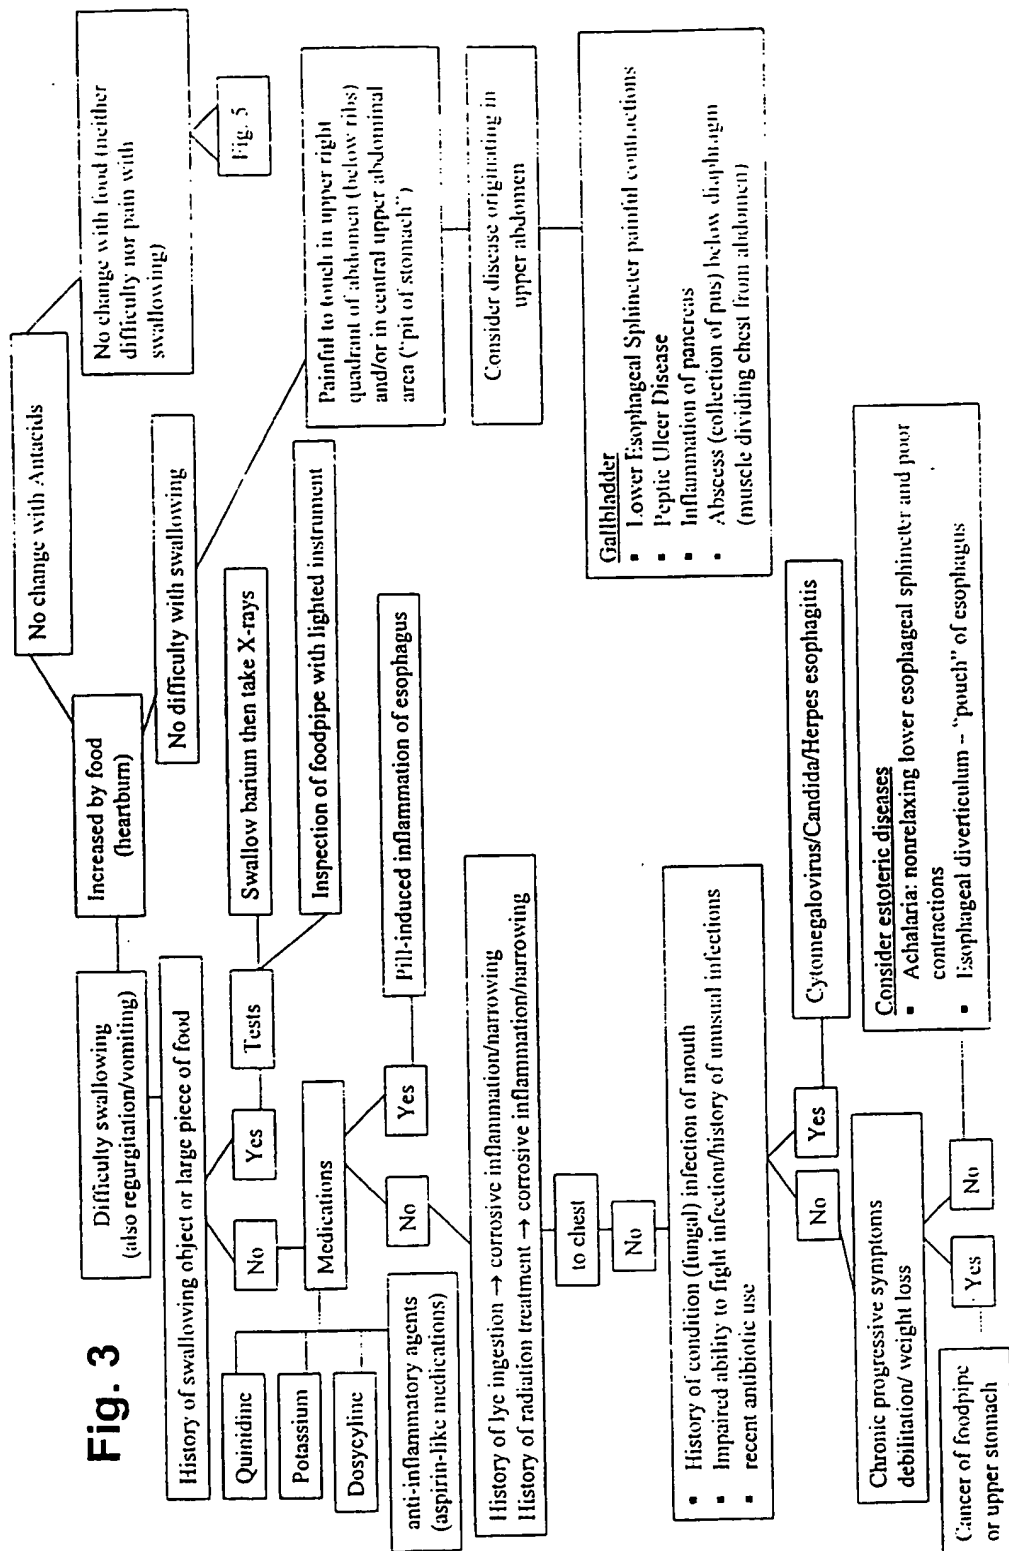 Fig. 3
No change with Antacids
Increased by food
(heartburn)
No change with food (neither
difficulty nor pain with
swallowing)
Fig. 5
Difficulty swallowing
(also regurgitation/vomiting)
No difficulty with swallowing
History of swallowing object or large piece of food
No
Yes
Tests
Swallow barium then take X-rays
Inspection of foodpipe with lighted instrument
Painful to touch in upper right
quadrant of abdomen (below ribs)
and/or in central upper abdominal
area ("pit of stomach")
Consider disease originating in
upper abdomen
Gallbladder
▪ Lower Esophageal Sphincter painful contractions
▪ Peptic Ulcer Disease
▪ Inflammation of pancreas
▪ Abscess (collection of pus) below diaphragm
(muscle dividing chest from abdomen)
Medications
Quinidine
Potassium
Dosycyline
anti-inflammatory agents
(aspirin-like medications)
No
Yes
Pill-induced inflammation of esophagus
History of lye ingestion → corrosive inflammation/narrowing
History of radiation treatment → corrosive inflammation/narrowing
to chest
No
▪ History of condition (fungal) infection of mouth
▪ Impaired ability to fight infection/history of unusual infections
▪ recent antibiotic use
No
Yes
Cytomegalovirus/Candida/Herpes esophagitis
Chronic progressive symptoms
debilitation/ weight loss
Yes
No
Cancer of foodpipe
or upper stomach
Consider estoteric diseases
▪ Achalaria: nonrelaxing lower esophageal sphincter and poor
contractions
▪ Esophageal diverticulum – "pouch" of esophagus